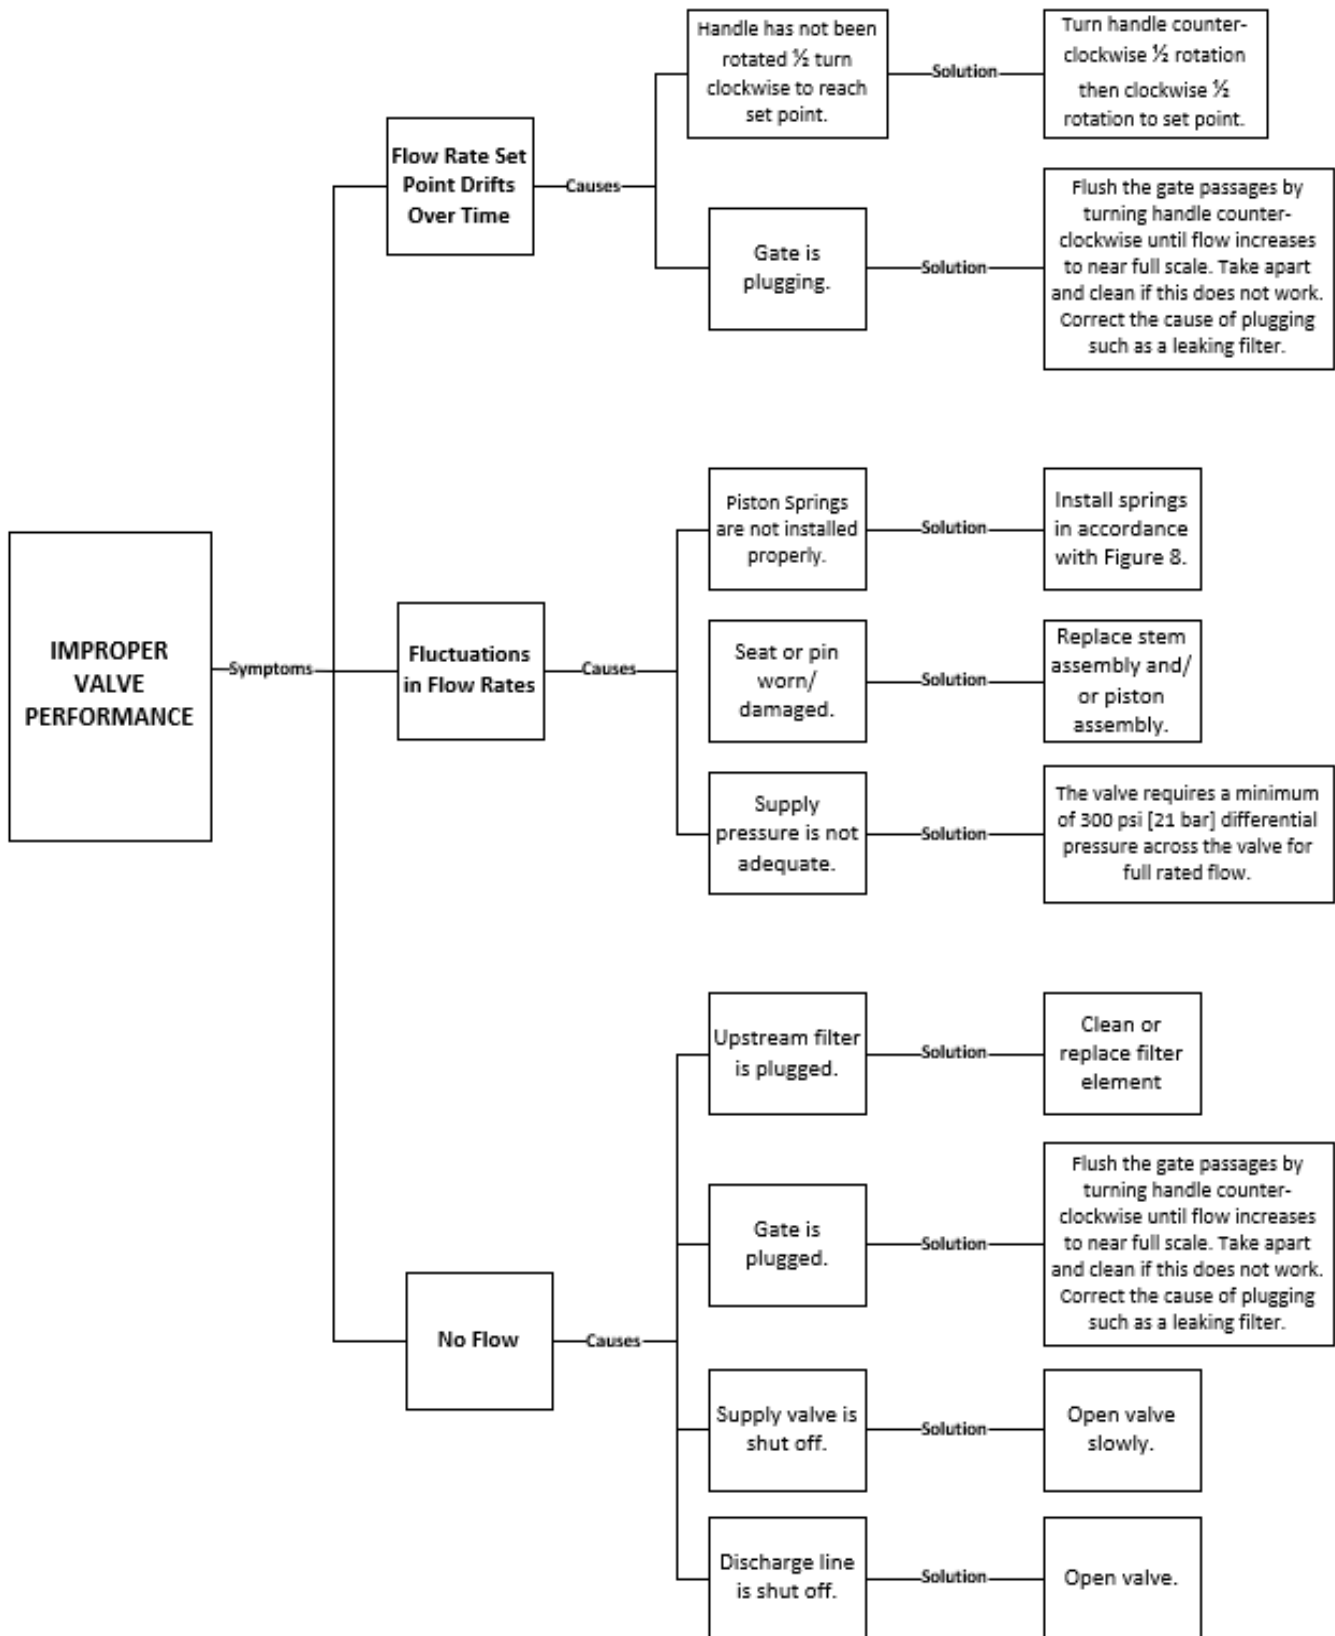 IMPROPER
VALVE
PERFORMANCE
Symptoms
Flow Rate Set
Point Drifts
Over Time
Causes
Handle has not been
rotated ½ turn
clockwise to reach
set point.
Solution
Turn handle counter-
clockwise ½ rotation
then clockwise ½
rotation to set point.
Gate is
plugging.
Solution
Flush the gate passages by
turning handle counter-
clockwise until flow increases
to near full scale. Take apart
and clean if this does not work.
Correct the cause of plugging
such as a leaking filter.
Fluctuations
in Flow Rates
Causes
Piston Springs
are not installed
properly.
Solution
Install springs
in accordance
with Figure 8.
Seat or pin
worn/
damaged.
Solution
Replace stem
assembly and/
or piston
assembly.
Supply
pressure is not
adequate.
Solution
The valve requires a minimum
of 300 psi [21 bar] differential
pressure across the valve for
full rated flow.
No Flow
Causes
Upstream filter
is plugged.
Solution
Clean or
replace filter
element
Gate is
plugged.
Solution
Flush the gate passages by
turning handle counter-
clockwise until flow increases
to near full scale. Take apart
and clean if this does not work.
Correct the cause of plugging
such as a leaking filter.
Supply valve is
shut off.
Solution
Open valve
slowly.
Discharge line
is shut off.
Solution
Open valve.